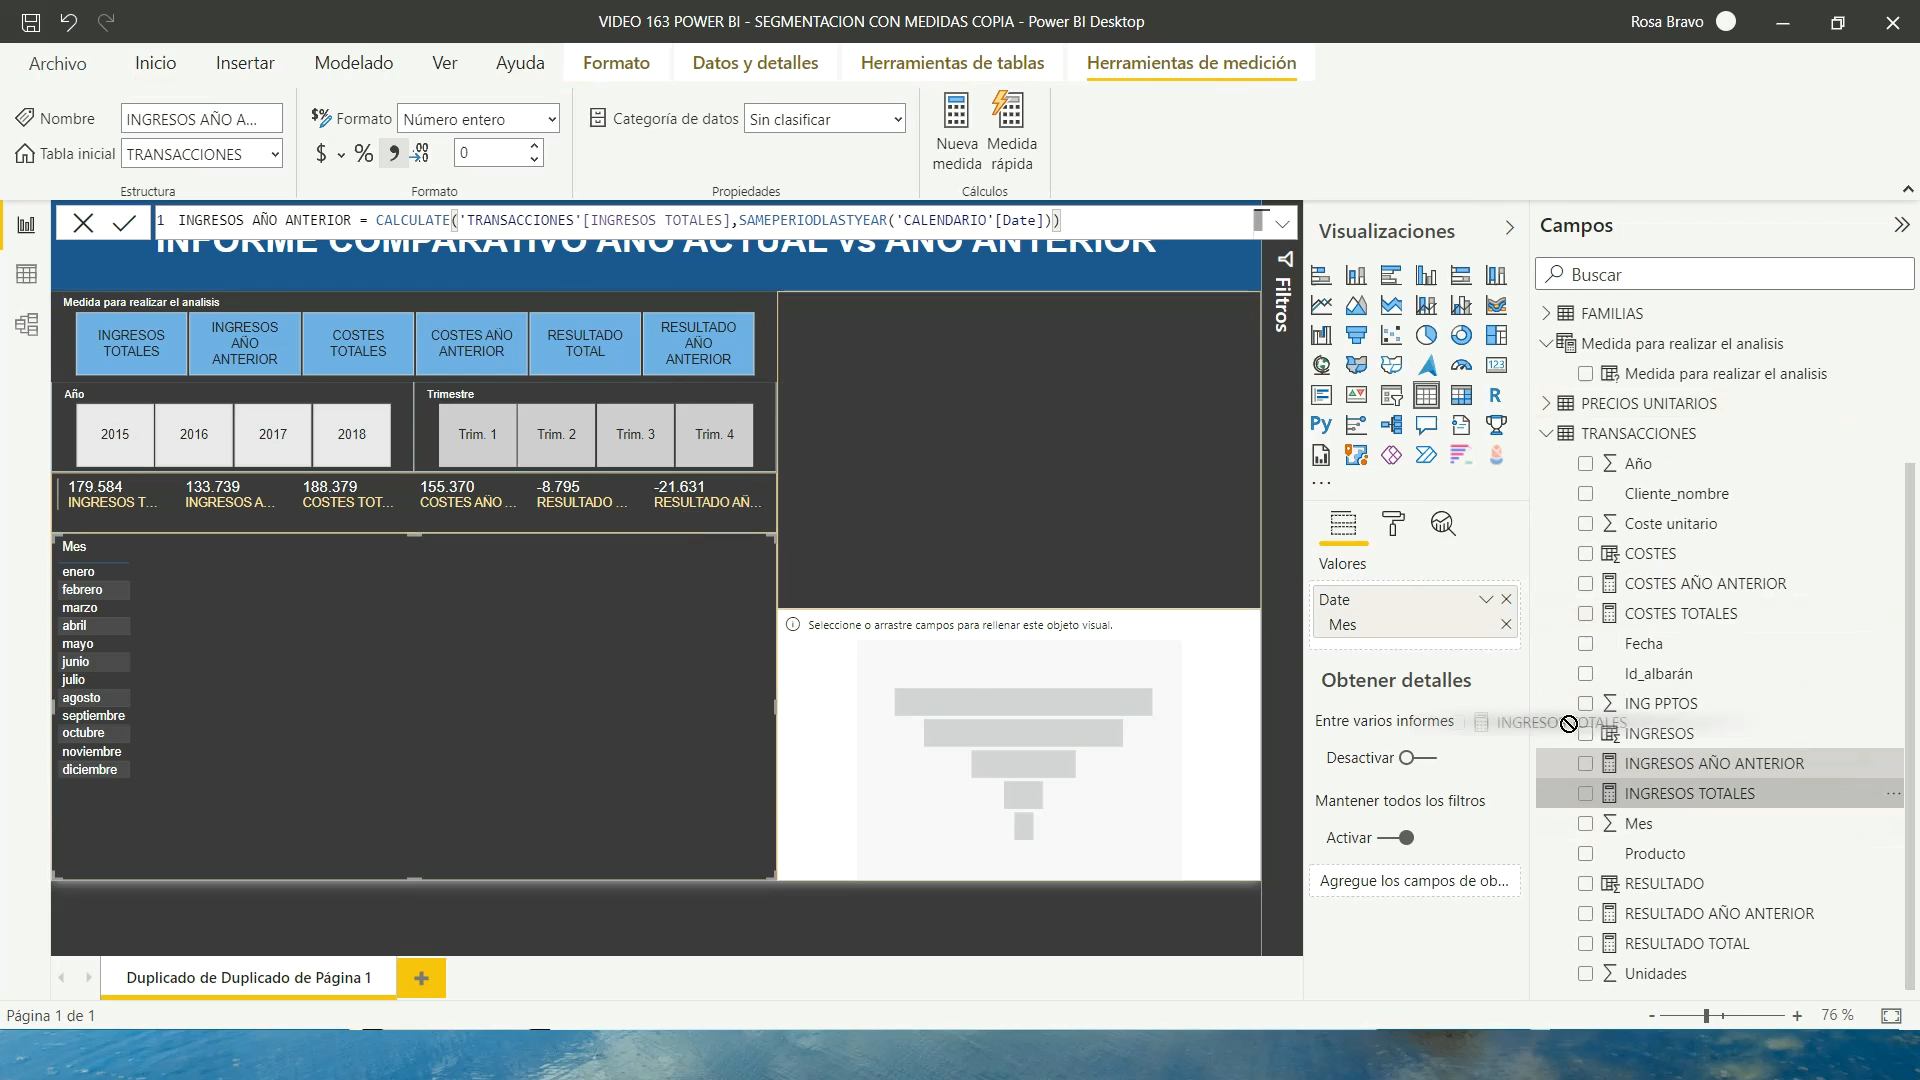 VIDEO 163 POWER BI - SEGMENTACION CON MEDIDAS COPIA - Power BI Desktop
Rosa Bravo
Archivo
Inicio
Insertar
Modelado
Ver
Ayuda
Formato
Datos y detalles
Herramientas de tablas
Herramientas de medición
Nombre
INGRESOS AÑO A...
Tabla inicial
TRANSACCIONES
Estructura
Formato
Número entero
$
%
0
Formato
Categoría de datos
Sin clasificar
Propiedades
Nueva
medida
Medida
rápida
Cálculos
1 INGRESOS AÑO ANTERIOR = CALCULATE('TRANSACCIONES'[INGRESOS TOTALES],SAMEPERIODLASTYEAR('CALENDARIO'[Date]))
INFORME COMPARATIVO AÑO ACTUAL Vs AÑO ANTERIOR
Medida para realizar el analisis
INGRESOS
TOTALES
INGRESOS
AÑO
ANTERIOR
COSTES
TOTALES
COSTES AÑO
ANTERIOR
RESULTADO
TOTAL
RESULTADO
AÑO
ANTERIOR
Año
2015
2016
2017
2018
Trimestre
Trim. 1
Trim. 2
Trim. 3
Trim. 4
179.584
INGRESOS T...
133.739
INGRESOS A...
188.379
COSTES TOT...
155.370
COSTES AÑO ...
-8.795
RESULTADO ...
-21.631
RESULTADO AÑ...
Mes
enero
febrero
marzo
abril
mayo
junio
julio
agosto
septiembre
octubre
noviembre
diciembre
Seleccione o arrastre campos para rellenar este objeto visual.
Filtros
Visualizaciones
123
R
Py
...
Valores
Date
Mes
Obtener detalles
Entre varios informes
Desactivar
Mantener todos los filtros
Activar
Agregue los campos de ob...
Campos
Buscar
FAMILIAS
Medida para realizar el analisis
Medida para realizar el analisis
PRECIOS UNITARIOS
TRANSACCIONES
Año
Cliente_nombre
Coste unitario
COSTES
COSTES AÑO ANTERIOR
COSTES TOTALES
Fecha
Id_albarán
ING PPTOS
INGRESOS TOTALES
INGRESOS
INGRESOS AÑO ANTERIOR
INGRESOS TOTALES
Mes
Producto
RESULTADO
RESULTADO AÑO ANTERIOR
RESULTADO TOTAL
Unidades
Duplicado de Duplicado de Página 1
Página 1 de 1
76 %